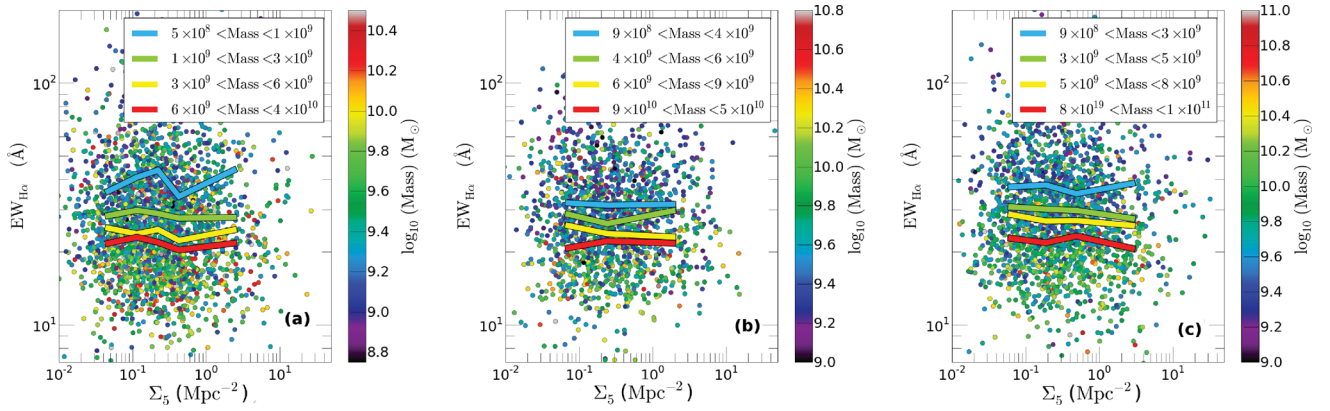 5 ×10⁸ <Mass <1 ×10⁹
1 ×10⁹ <Mass <3 ×10⁹
3 ×10⁹ <Mass <6 ×10⁹
6 ×10⁹ <Mass <4 ×10¹⁰
10²
10¹
EW_Hα (Å)
10⁻² 10⁻¹ 10⁰ 10¹
Σ₅ (Mpc⁻²)
(a)
10.4
10.2
10.0
9.8
9.6
9.4
9.2
9.0
8.8
log₁₀ (Mass) (M☉)
9 ×10⁸ <Mass <4 ×10⁹
4 ×10⁹ <Mass <6 ×10⁹
6 ×10⁹ <Mass <9 ×10⁹
9 ×10¹⁰ <Mass <5 ×10¹⁰
10²
10¹
EW_Hα (Å)
10⁻² 10⁻¹ 10⁰ 10¹
Σ₅ (Mpc⁻²)
(b)
10.8
10.6
10.4
10.2
10.0
9.8
9.6
9.4
9.2
9.0
log₁₀ (Mass) (M☉)
9 ×10⁸ <Mass <3 ×10⁹
3 ×10⁹ <Mass <5 ×10⁹
5 ×10⁹ <Mass <8 ×10⁹
8 ×10¹⁹ <Mass <1 ×10¹¹
10²
10¹
EW_Hα (Å)
10⁻² 10⁻¹ 10⁰ 10¹
Σ₅ (Mpc⁻²)
(c)
11.0
10.8
10.6
10.4
10.2
10.0
9.8
9.6
9.4
9.2
9.0
log₁₀ (Mass) (M☉)